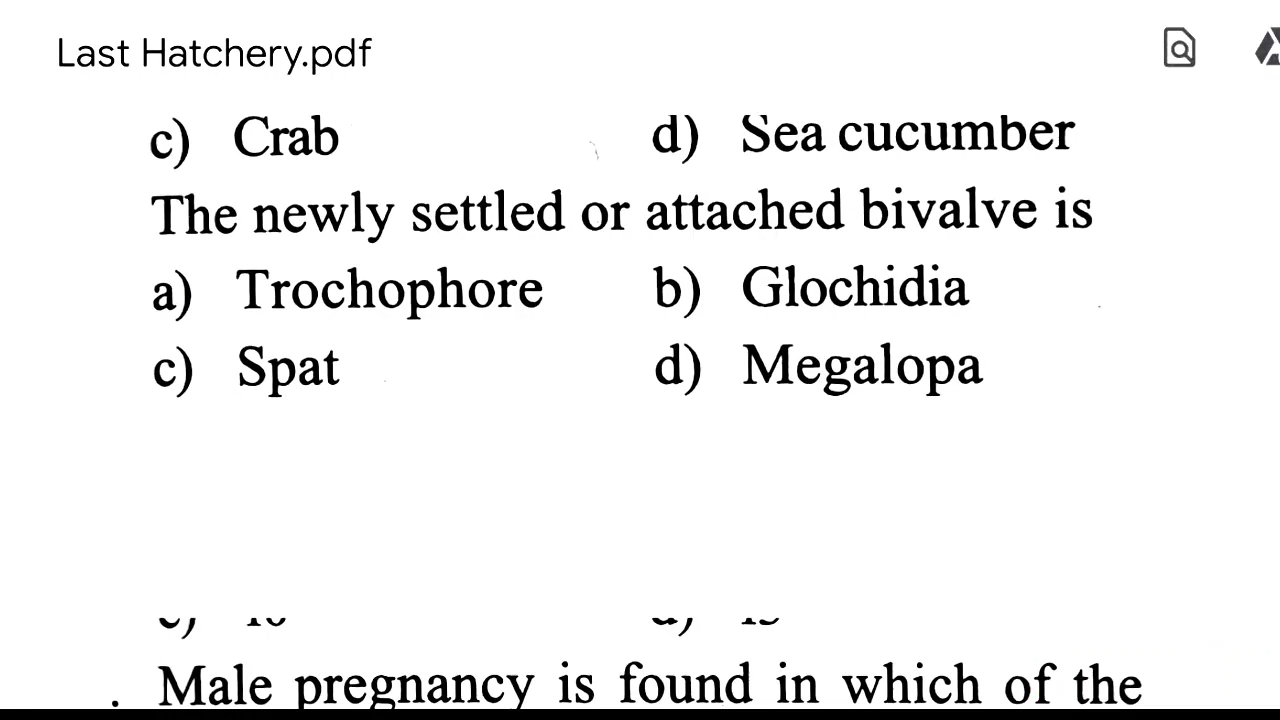 Last Hatchery.pdf
c) Crab d) Sea cucumber
The newly settled or attached bivalve is
a) Trochophore b) Glochidia
c) Spat d) Megalopa
. Male pregnancy is found in which of the